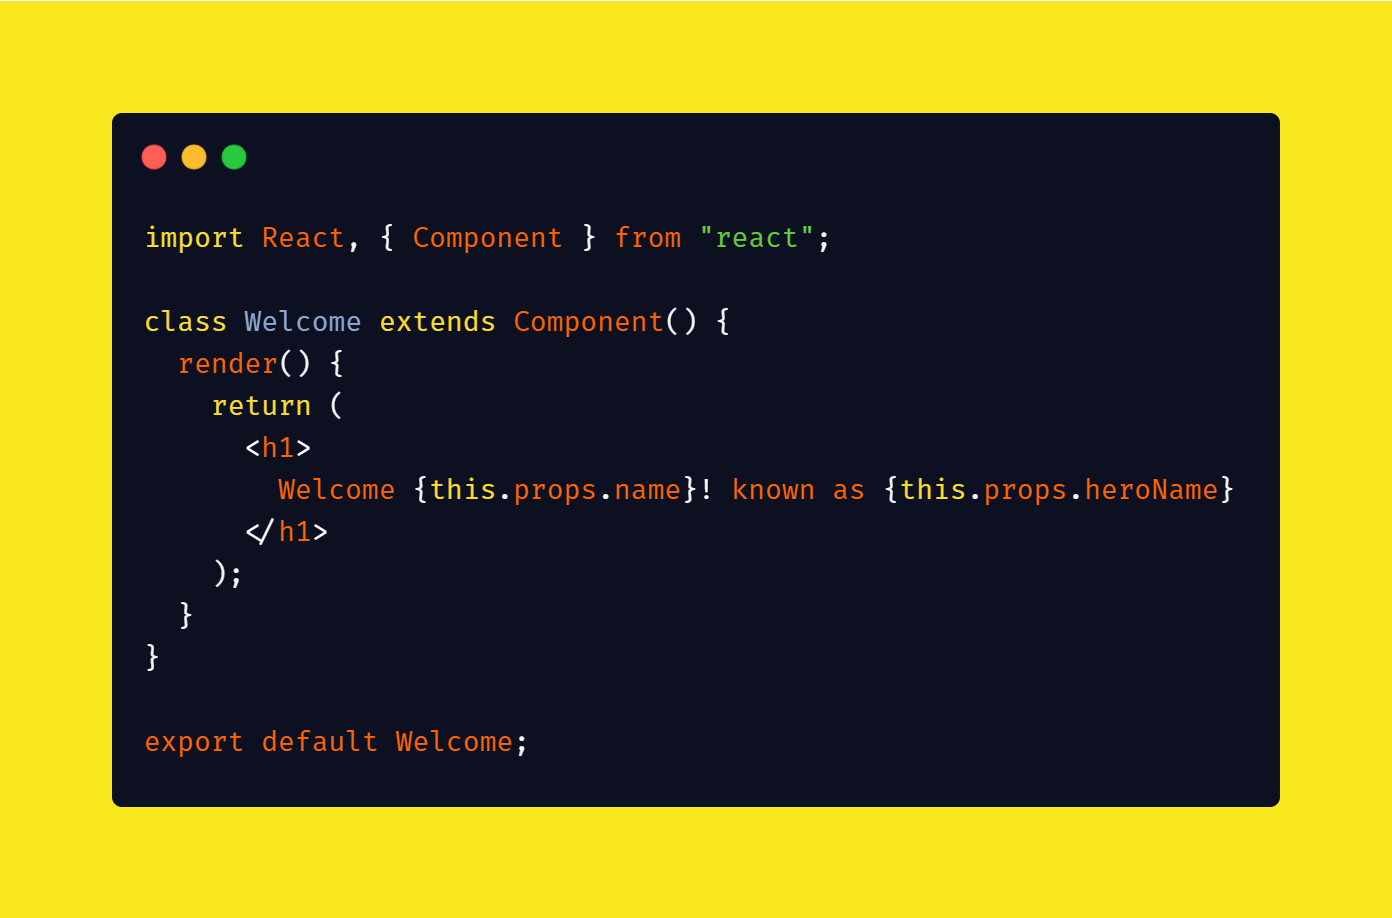 import React, { Component } from "react";
class Welcome extends Component() {
render() {
return (
<h1>
Welcome {this.props.name}! known as {this.props.heroName}
</h1>
);
}
}
export default Welcome;